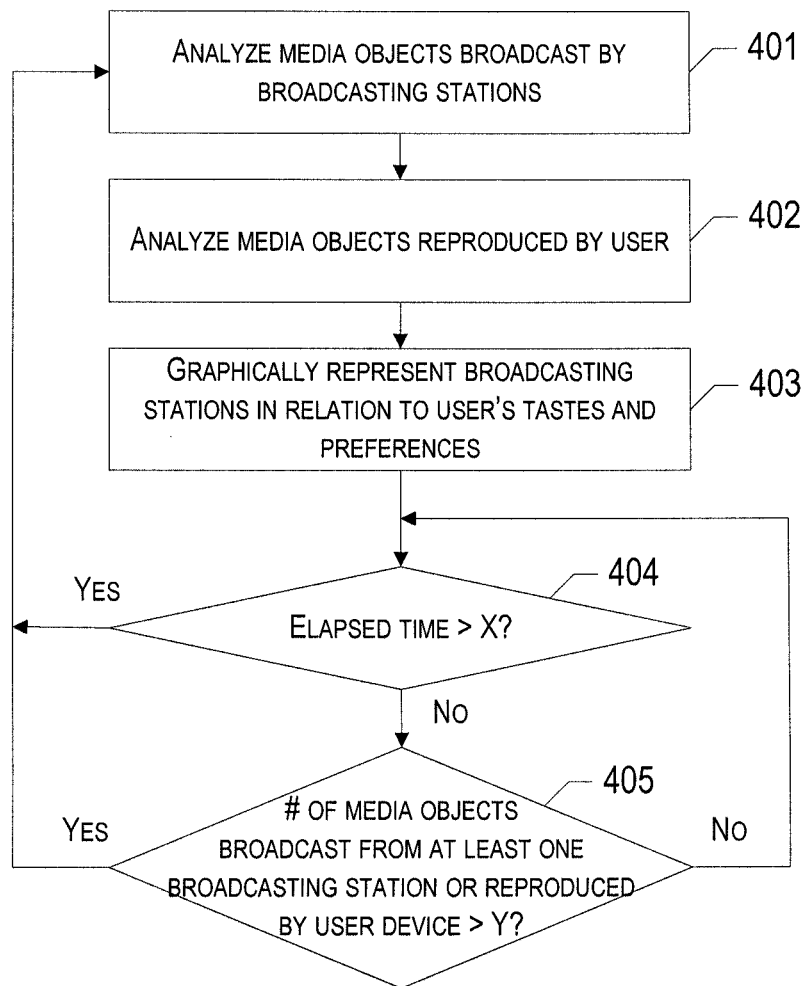 ANALYZE MEDIA OBJECTS BROADCAST BY
BROADCASTING STATIONS
401
ANALYZE MEDIA OBJECTS REPRODUCED BY USER
402
GRAPHICALLY REPRESENT BROADCASTING
STATIONS IN RELATION TO USER'S TASTES AND
PREFERENCES
403
YES
404
ELAPSED TIME > X?
NO
405
YES
# OF MEDIA OBJECTS
BROADCAST FROM AT LEAST ONE
BROADCASTING STATION OR REPRODUCED
BY USER DEVICE > Y?
NO